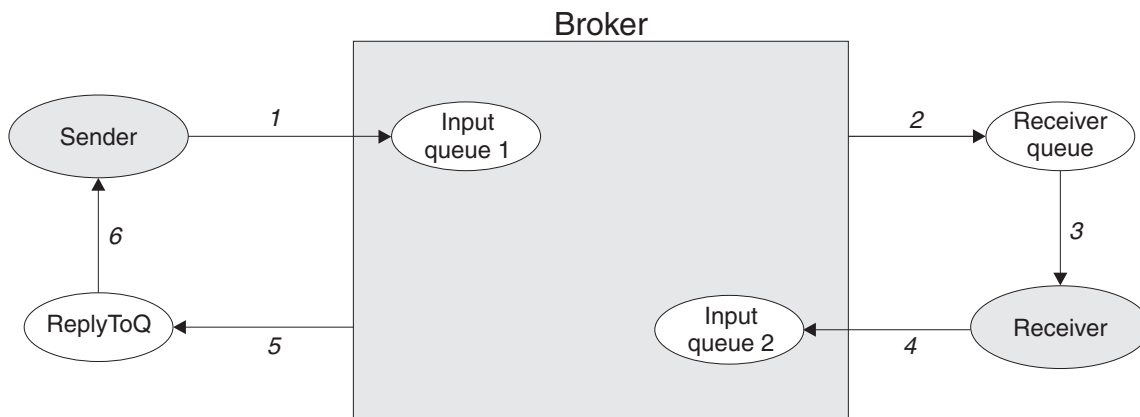 Broker
Sender
1
Input
queue 1
2
Receiver
queue
6
3
ReplyToQ
5
Input
queue 2
4
Receiver